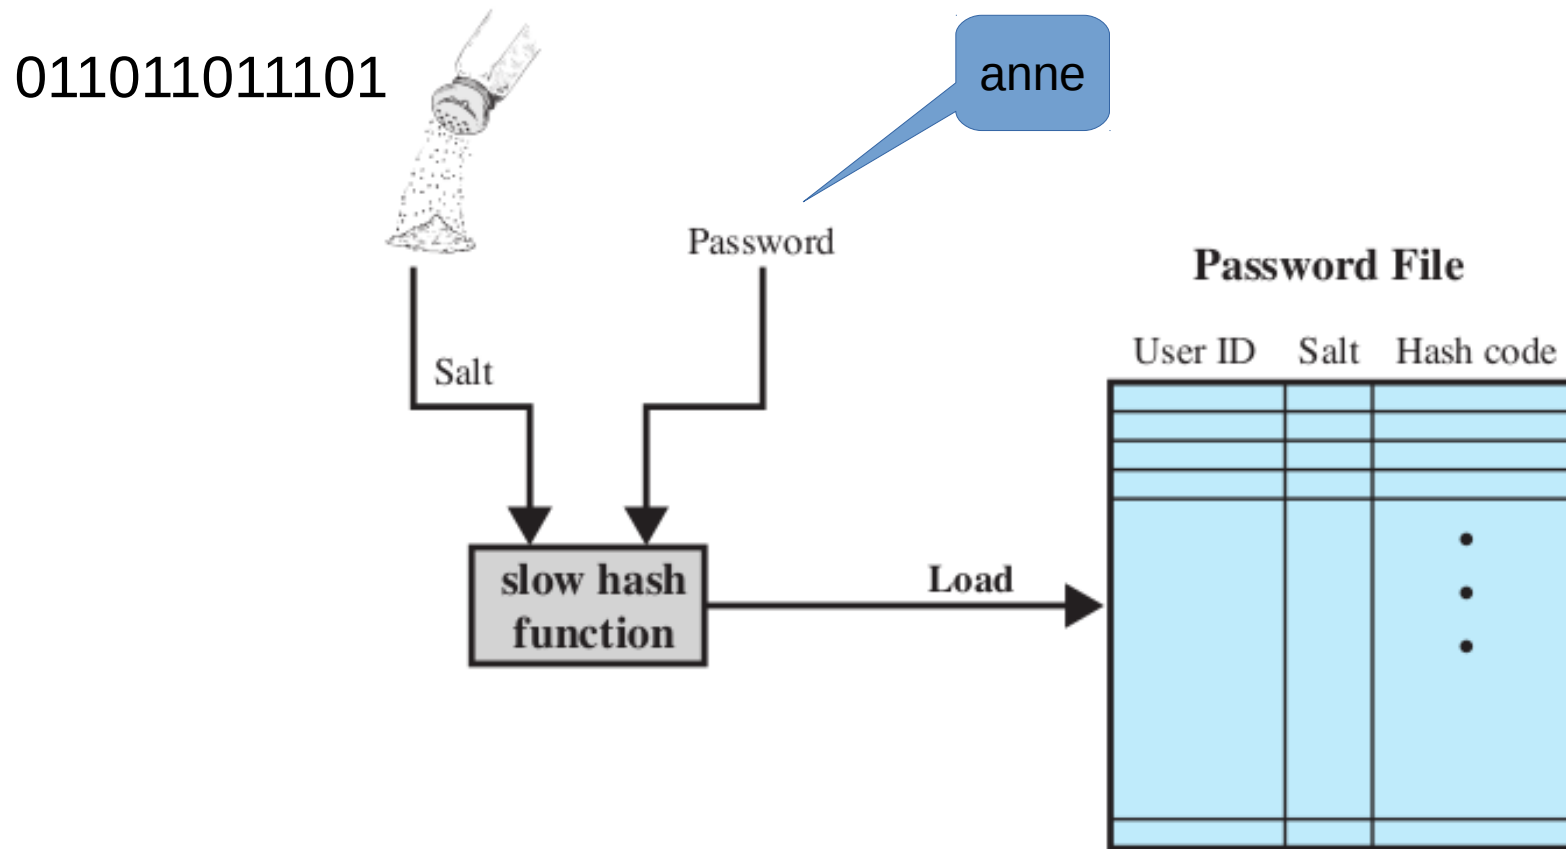 011011011101
anne
Password
Password File
User ID Salt Hash code
Salt
slow hash
function
Load